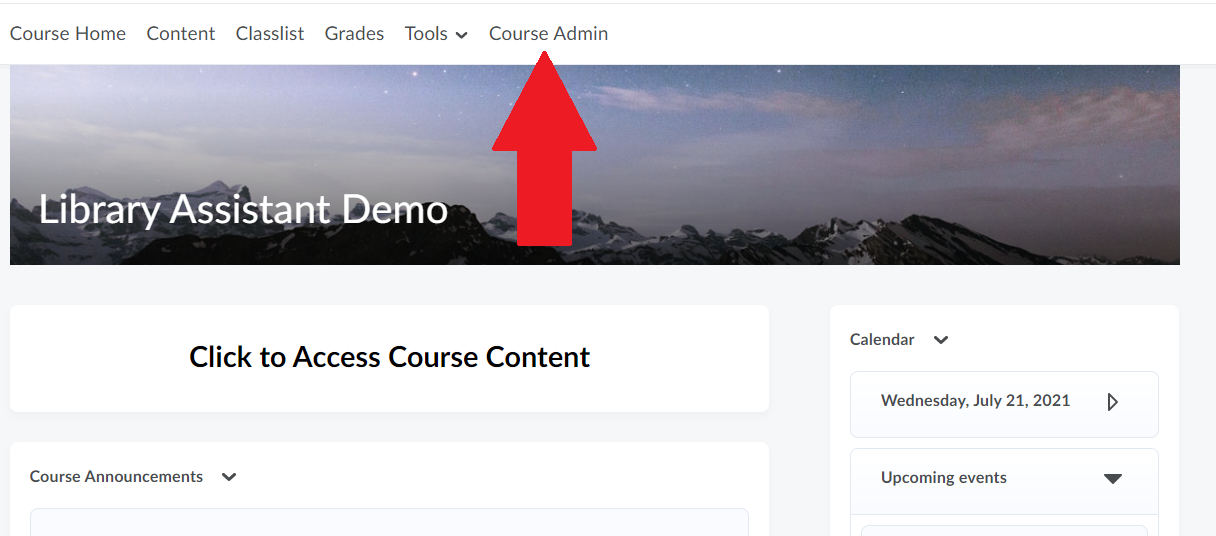 Course Home Content Classlist Grades Tools Course Admin
Library Assistant Demo
Click to Access Course Content
Calendar
Wednesday, July 21, 2021
Upcoming events
Course Announcements